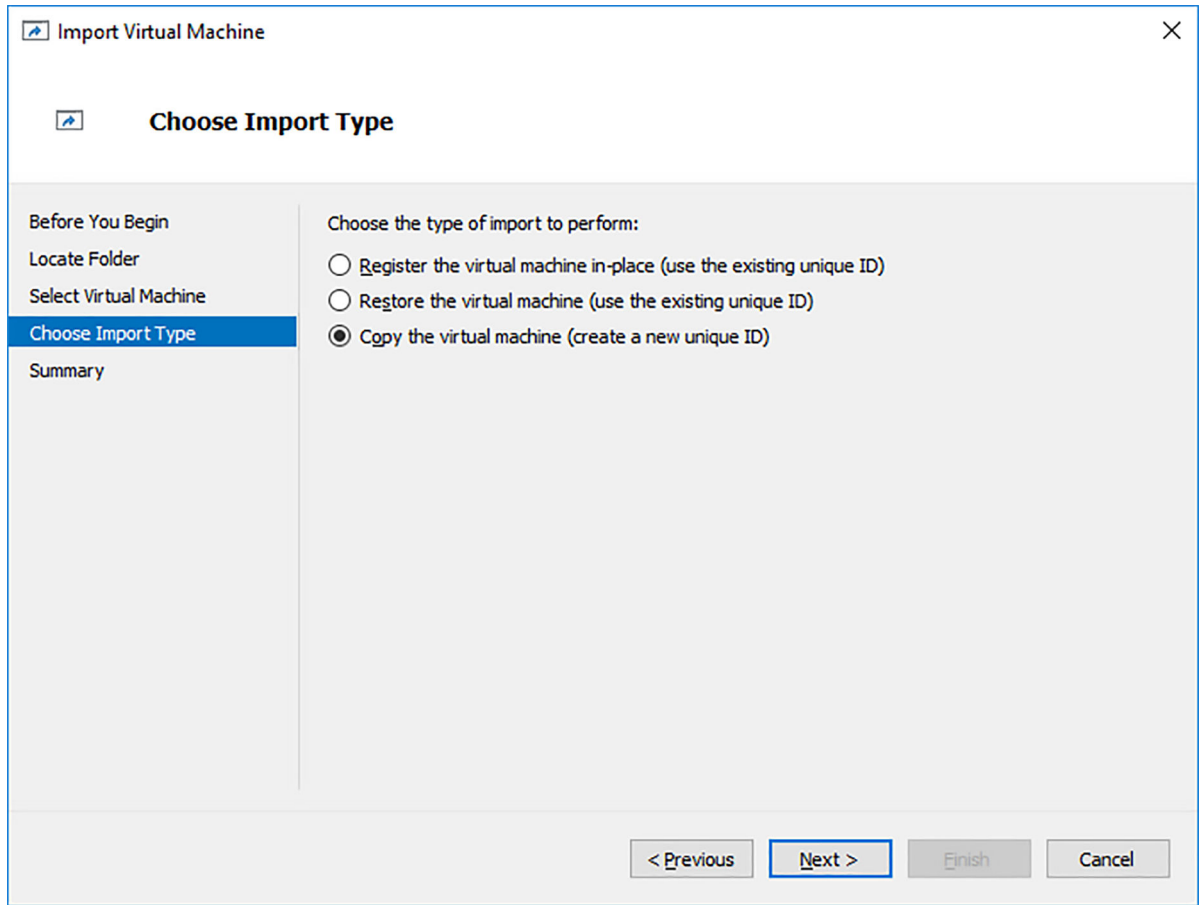 Import Virtual Machine
Choose Import Type
Before You Begin
Locate Folder
Select Virtual Machine
Choose Import Type
Summary
Choose the type of import to perform:
Register the virtual machine in-place (use the existing unique ID)
Restore the virtual machine (use the existing unique ID)
Copy the virtual machine (create a new unique ID)
< Previous
Next >
Finish
Cancel